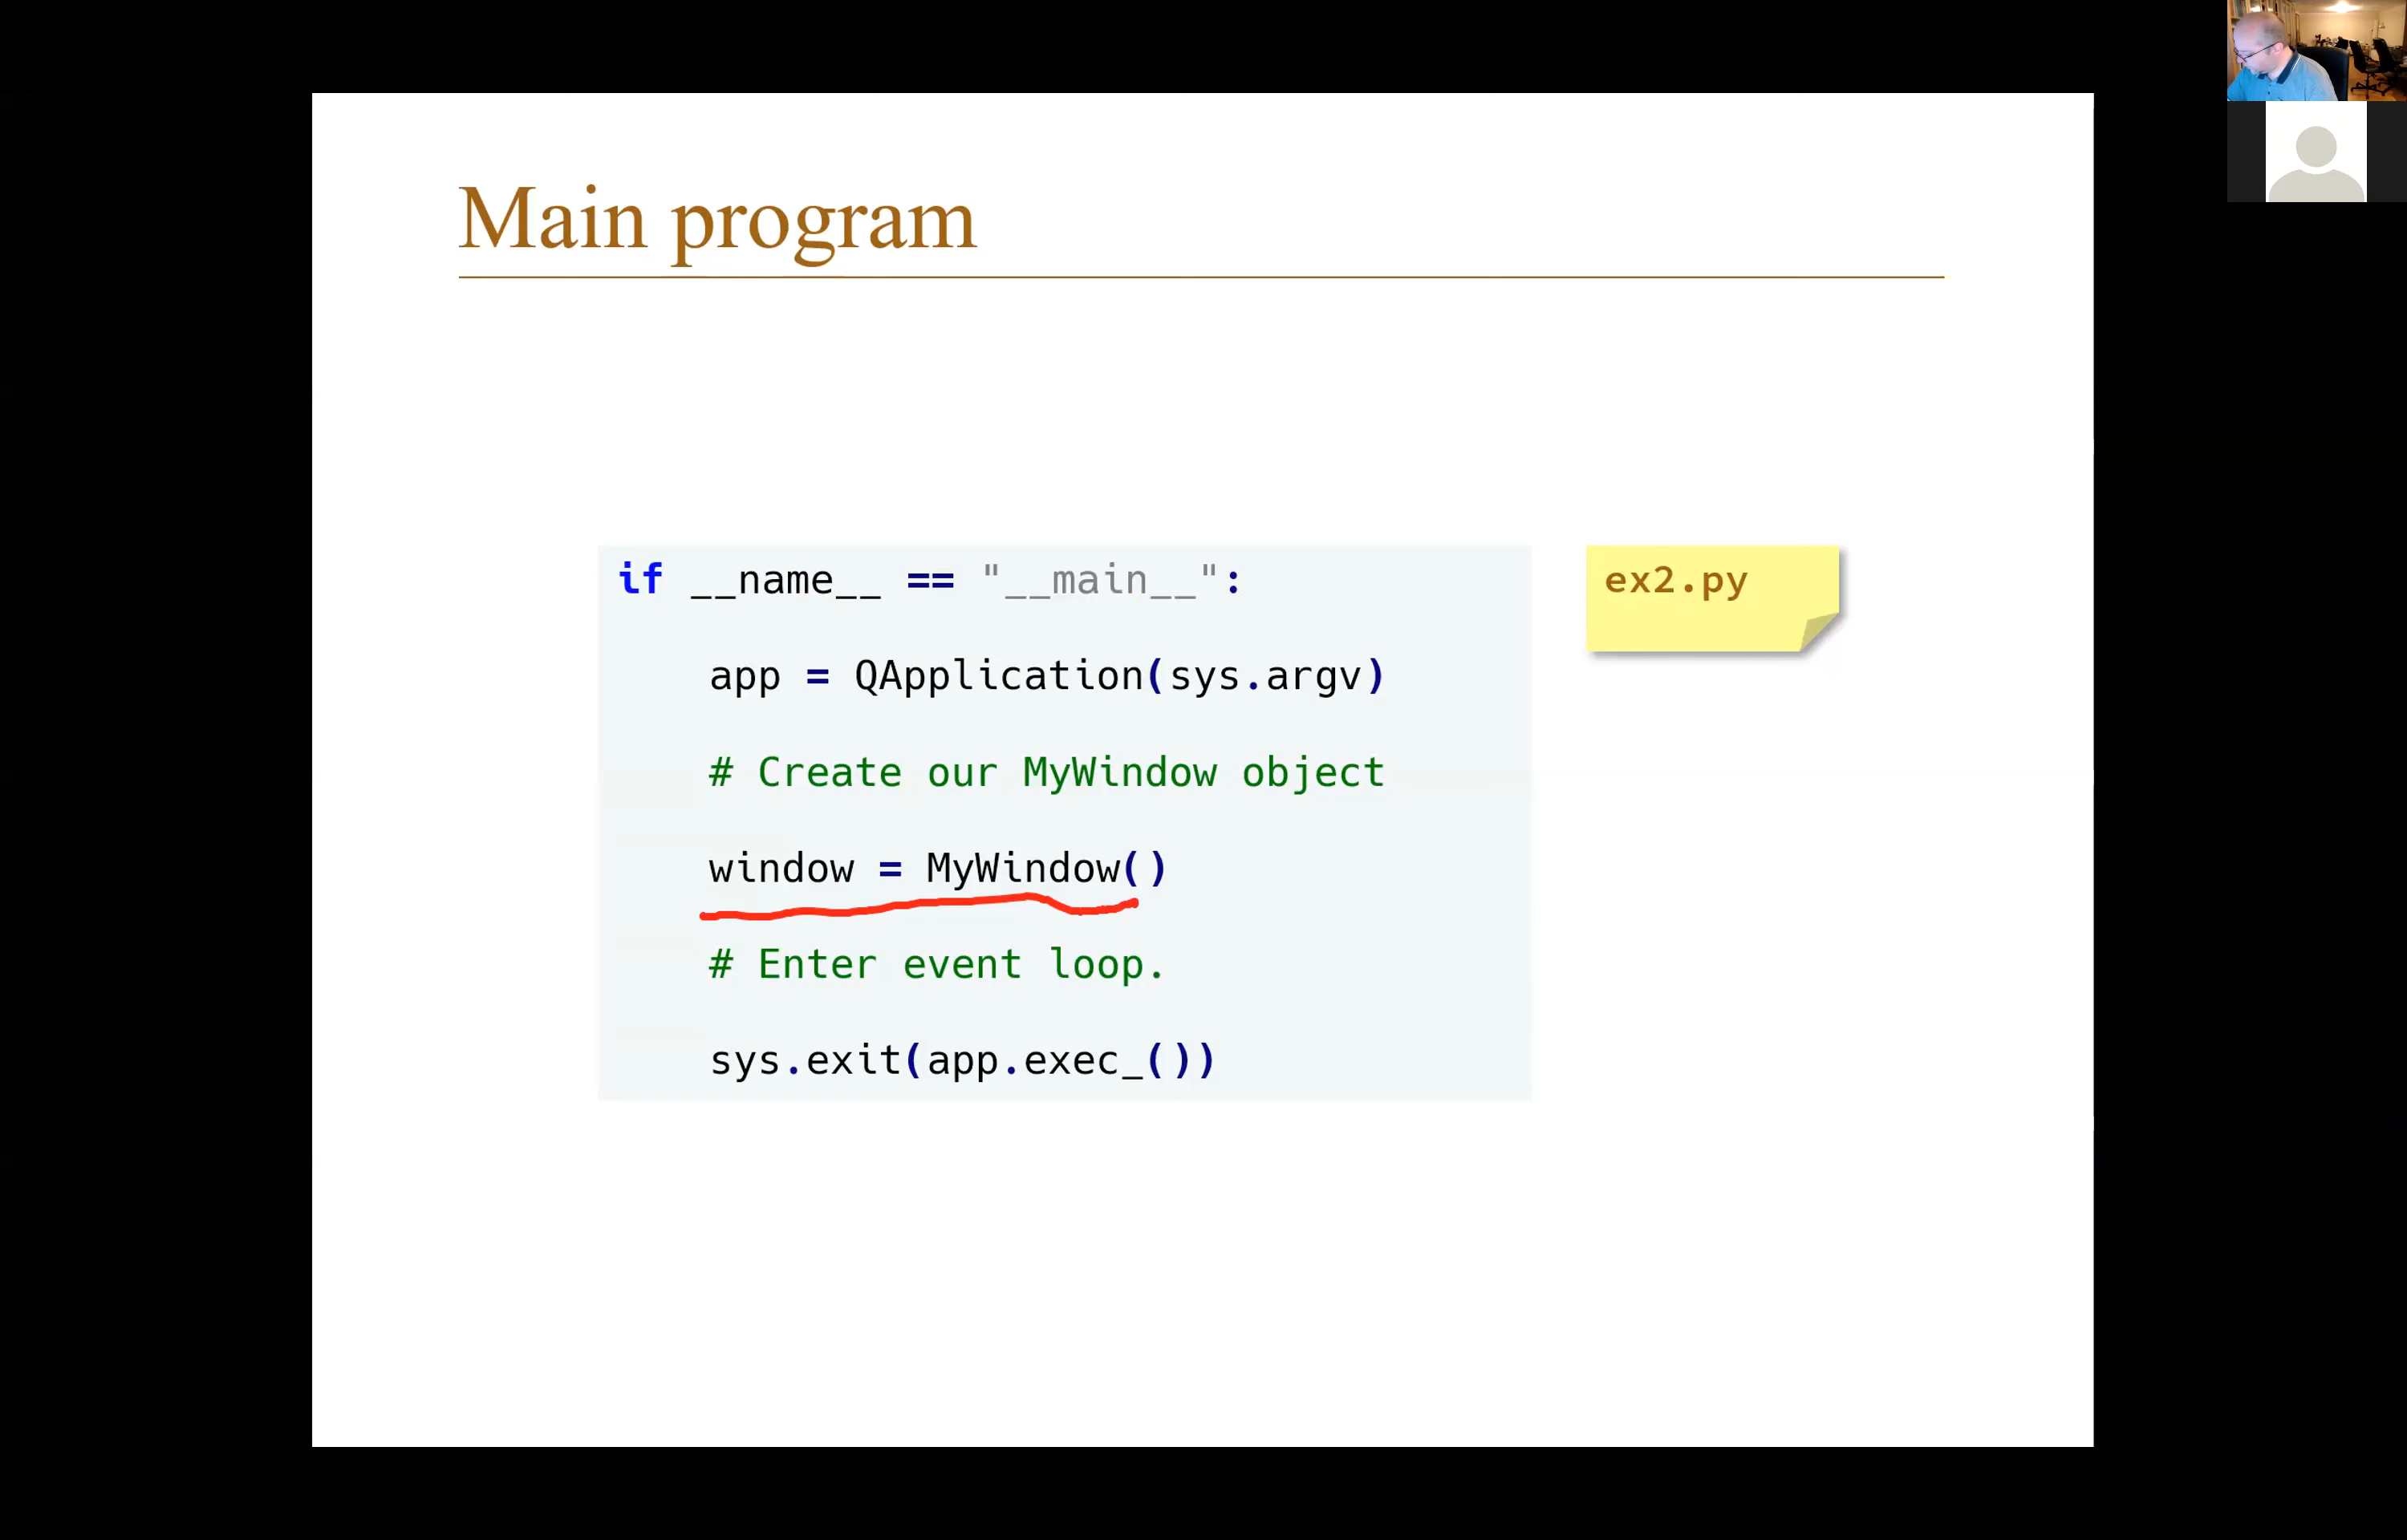 Main program
if __name__ == "__main__":
ex2.py
app = QApplication(sys.argv)
# Create our MyWindow object
window = MyWindow()
# Enter event loop.
sys.exit(app.exec_())